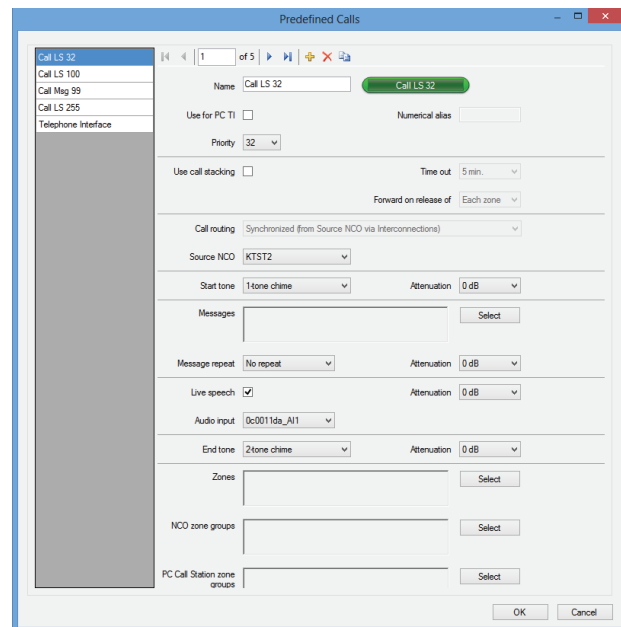 Predefined Calls
Call LS 32
Call LS 100
Call Msg 99
Call LS 255
Telephone Interface
1 of 5
Name Call LS 32 Call LS 32
Use for PC TI Numerical alias
Priority 32
Use call stacking Time out 5 min.
Forward on release of Each zone
Call routing Synchronized (from Source NCO via Interconnections)
Source NCO KTST2
Start tone 1-tone chime Attenuation 0 dB
Messages Select
Message repeat No repeat Attenuation 0 dB
Live speech Attenuation 0 dB
Audio input 0c0011da_AI1
End tone 2-tone chime Attenuation 0 dB
Zones Select
NCO zone groups Select
PC Call Station zone Select
groups
OK Cancel